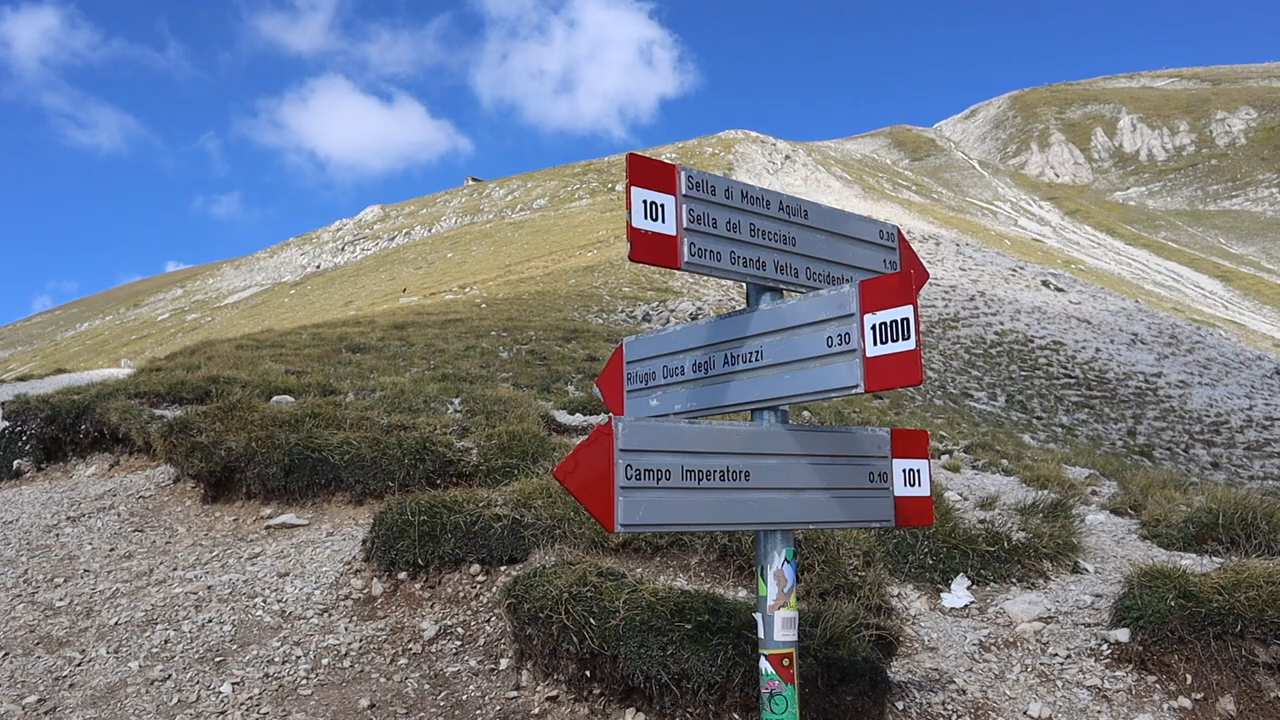 101
Sella di Monte Aquila 0.30
Sella del Brecciaio 1.10
Corno Grande Vetta Occidental
Rifugio Duca degli Abruzzi 0.30
100D
Campo Imperatore 0.10
101